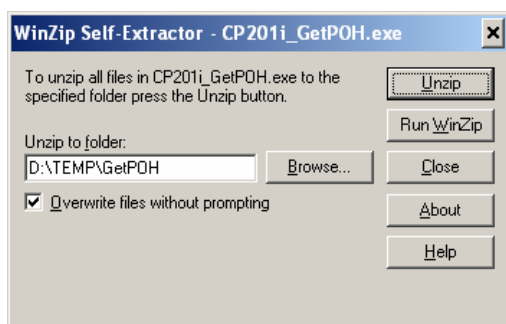 WinZip Self-Extractor - CP201i_GetPOH.exe
To unzip all files in CP201i_GetPOH.exe to the
specified folder press the Unzip button.
Unzip to folder:
D:\TEMP\GetPOH
Browse...
Overwrite files without prompting
Unzip
Run WinZip
Close
About
Help